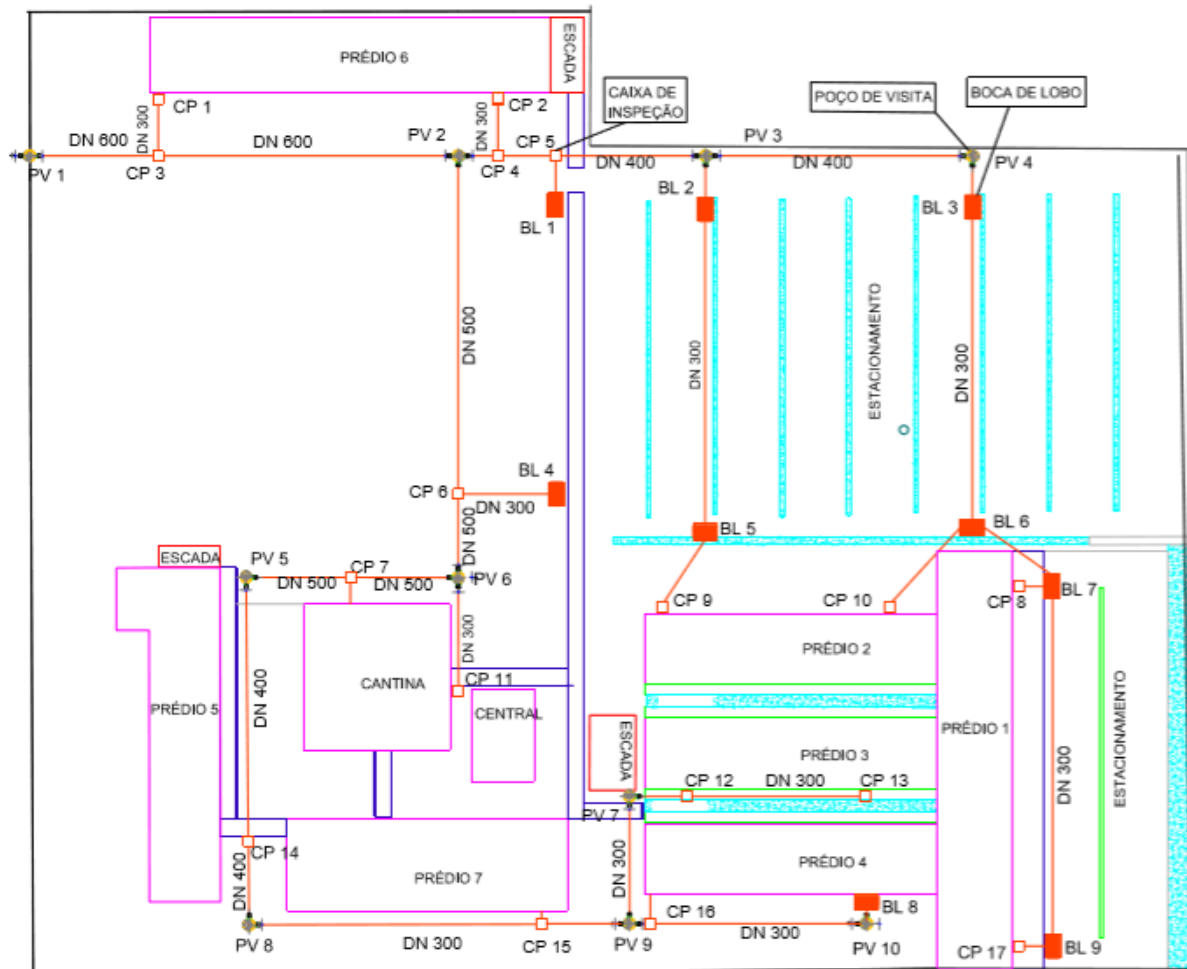 PRÉDIO 6
ESCADA
CP 1
CP 2
CAIXA DE
INSPEÇÃO
POÇO DE VISITA
BOCA DE LOBO
DN 300
DN 300
DN 600
DN 600
PV 2
CP 5
PV 3
PV 1
CP 3
CP 4
DN 400
DN 400
PV 4
BL 1
BL 2
BL 3
DN 500
DN 300
ESTACIONAMENTO
DN 300
BL 4
CP 6
DN 300
DN 500
BL 5
BL 6
ESCADA
PV 5
CP 7
PV 6
DN 500
DN 500
CP 9
CP 10
CP 8
BL 7
DN 300
PRÉDIO 2
CANTINA
CP 11
DN 400
PRÉDIO 5
CENTRAL
ESCADA
PRÉDIO 1
ESTACIONAMENTO
PRÉDIO 3
CP 12
DN 300
CP 13
DN 300
PV 7
CP 14
PRÉDIO 7
DN 300
PRÉDIO 4
DN 400
BL 8
CP 16
PV 8
DN 300
CP 15
PV 9
DN 300
PV 10
CP 17
BL 9